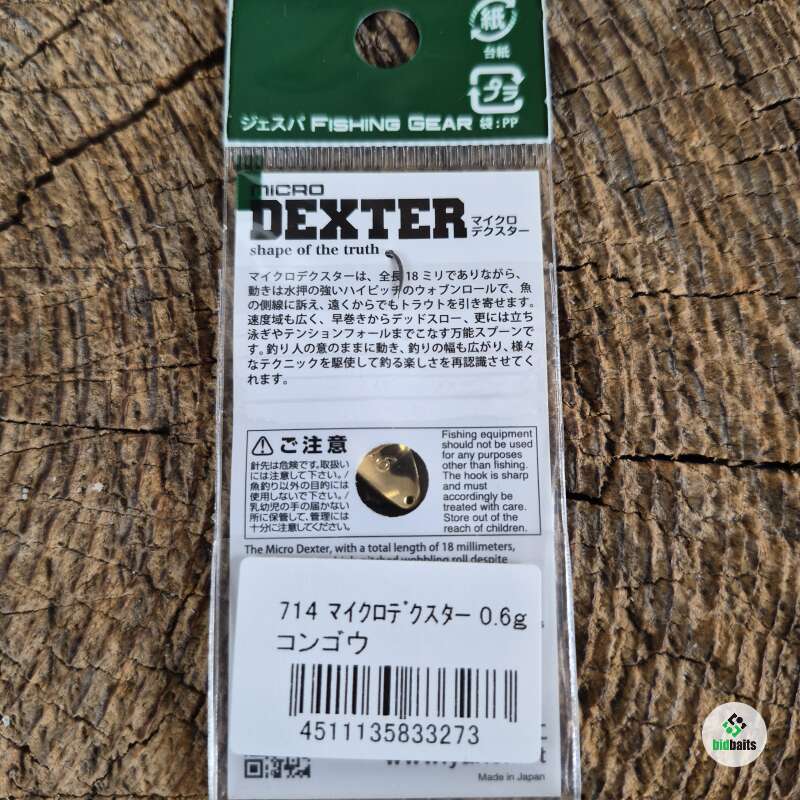 紙
台紙
プラ
ジェスパ FISHING GEAR 袋:PP
MICRO
DEXTER
マイクロ
デクスター
shape of the truth
マイクロデクスターは、全長18ミリでありながら、
動きは水押の強いハイピッチのウォブンロールで、魚
の側線に訴え、遠くからでもトラウトを引き寄せます。
速度域も広く、早巻きからデッドスロー、更には立ち
泳ぎやテンションフォールまでこなす万能スプーンで
す。釣り人の意のままに動き、釣りの幅も広がり、様々
なテクニックを駆使して釣る楽しさを再認識させてく
れます。
ご注意
針先は危険です。取扱い
には注意して下さい。/
魚釣り以外の目的には
使用しないで下さい。/
乳幼児の手の届かない
所に保管して、管理には
十分に注意してください。
Fishing equipment
should not be used
for any purposes
other than fishing.
The hook is sharp
and must
accordingly be
treated with care.
Store out of the
reach of children.
The Micro Dexter, with a total length of 18 millimeters,
wobbling roll despite
714 マイクロデクスター 0.6g
コンゴウ
4511135833273
Made in Japan
bidbaits